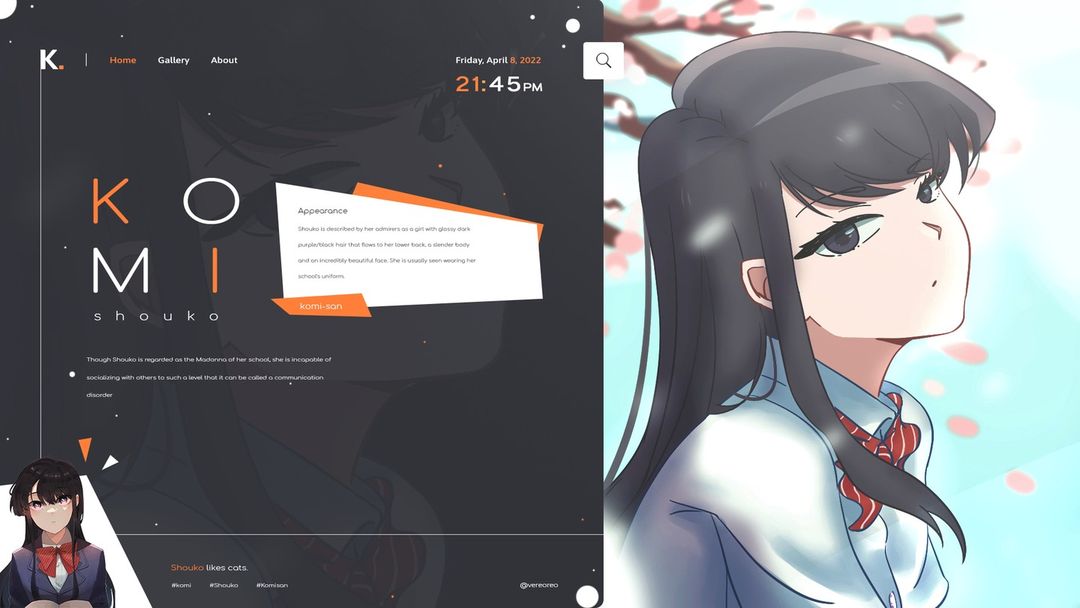 K.
Home Gallery About
Friday, April 8, 2022
21:45PM
K O
M I
shouko
Appearance
Shouko is described by her admirers as a girl with glossy dark
purple/black hair that flows to her lower back, a slender body
and an incredibly beautiful face. She is usually seen wearing her
school's uniform.
komi-san
Though Shouko is regarded as the Madonna of her school, she is incapable of
socializing with others to such a level that it can be called a communication
disorder
Shouko likes cats.
#komi #Shouko #Komisan
@vereoreo